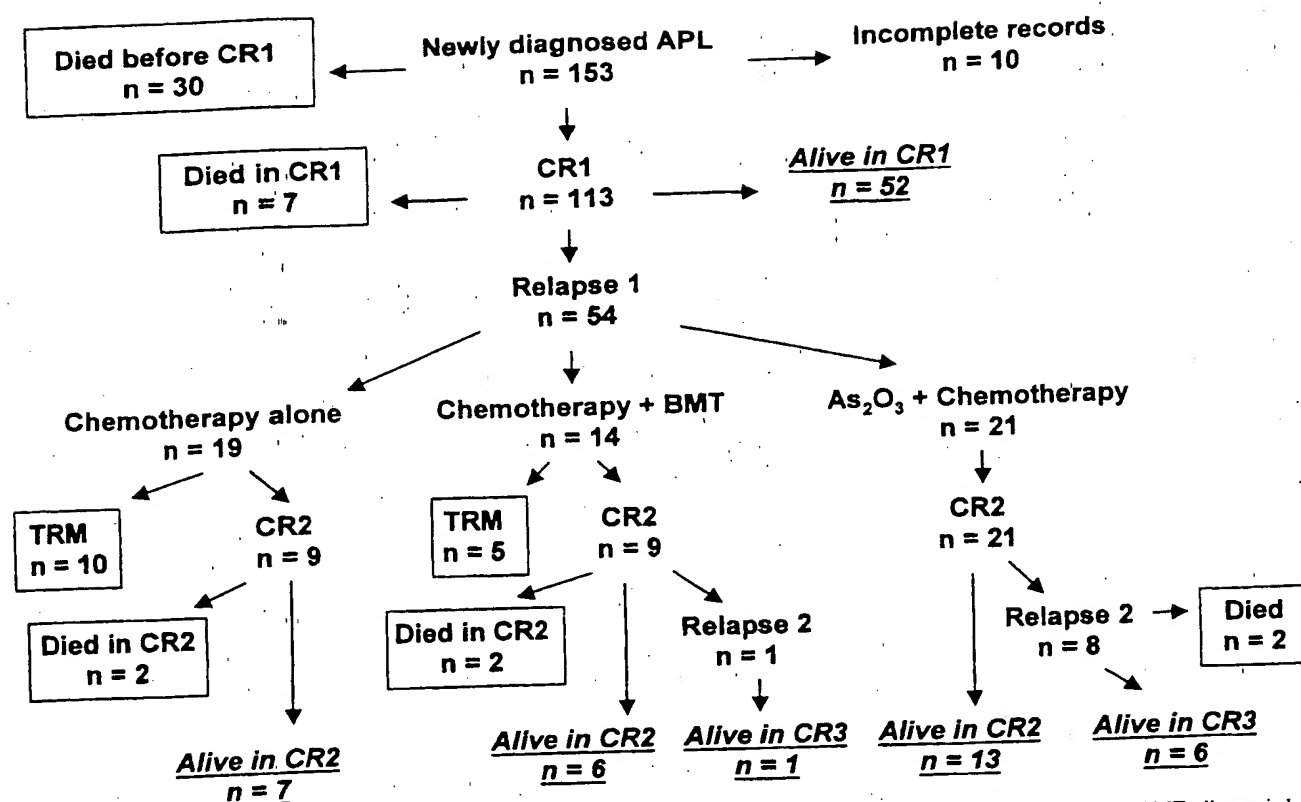 Died before CR1
n = 30
Newly diagnosed APL
n = 153
Incomplete records
n = 10
Died in CR1
n = 7
CR1
n = 113
Alive in CR1
n = 52
Relapse 1
n = 54
Chemotherapy alone
n = 19
Chemotherapy + BMT
n = 14
As₂O₃ + Chemotherapy
n = 21
TRM
n = 10
CR2
n = 9
TRM
n = 5
CR2
n = 9
CR2
n = 21
Died in CR2
n = 2
Died in CR2
n = 2
Relapse 2
n = 1
Relapse 2
n = 8
Died
n = 2
Alive in CR2
n = 7
Alive in CR2
n = 6
Alive in CR3
n = 1
Alive in CR2
n = 13
Alive in CR3
n = 6